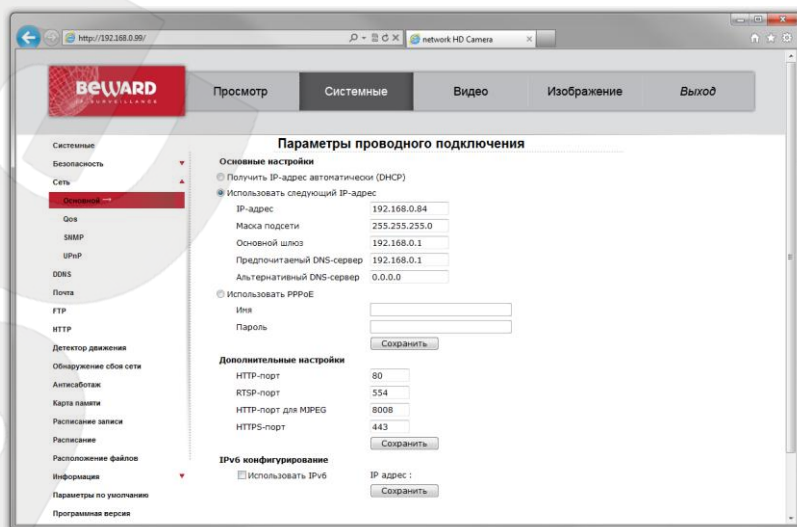 http://192.168.0.99/
network HD Camera
BEWARD
IP SURVEILLANCE
Просмотр
Системные
Видео
Изображение
Выход
Системные
Безопасность
Сеть
Основной
Qos
SNMP
UPnP
DDNS
Почта
FTP
HTTP
Детектор движения
Обнаружение сбоя сети
Антисаботаж
Карта памяти
Расписание записи
Расписание
Расположение файлов
Информация
Параметры по умолчанию
Программная версия
Параметры проводного подключения
Основные настройки
Получить IP-адрес автоматически (DHCP)
Использовать следующий IP-адрес
IP-адрес 192.168.0.84
Маска подсети 255.255.255.0
Основной шлюз 192.168.0.1
Предпочитаемый DNS-сервер 192.168.0.1
Альтернативный DNS-сервер 0.0.0.0
Использовать PPPoE
Имя
Пароль
Сохранить
Дополнительные настройки
HTTP-порт 80
RTSP-порт 554
HTTP-порт для MJPEG 8008
HTTPS-порт 443
Сохранить
IPv6 конфигурирование
Использовать IPv6 IP адрес :
Сохранить